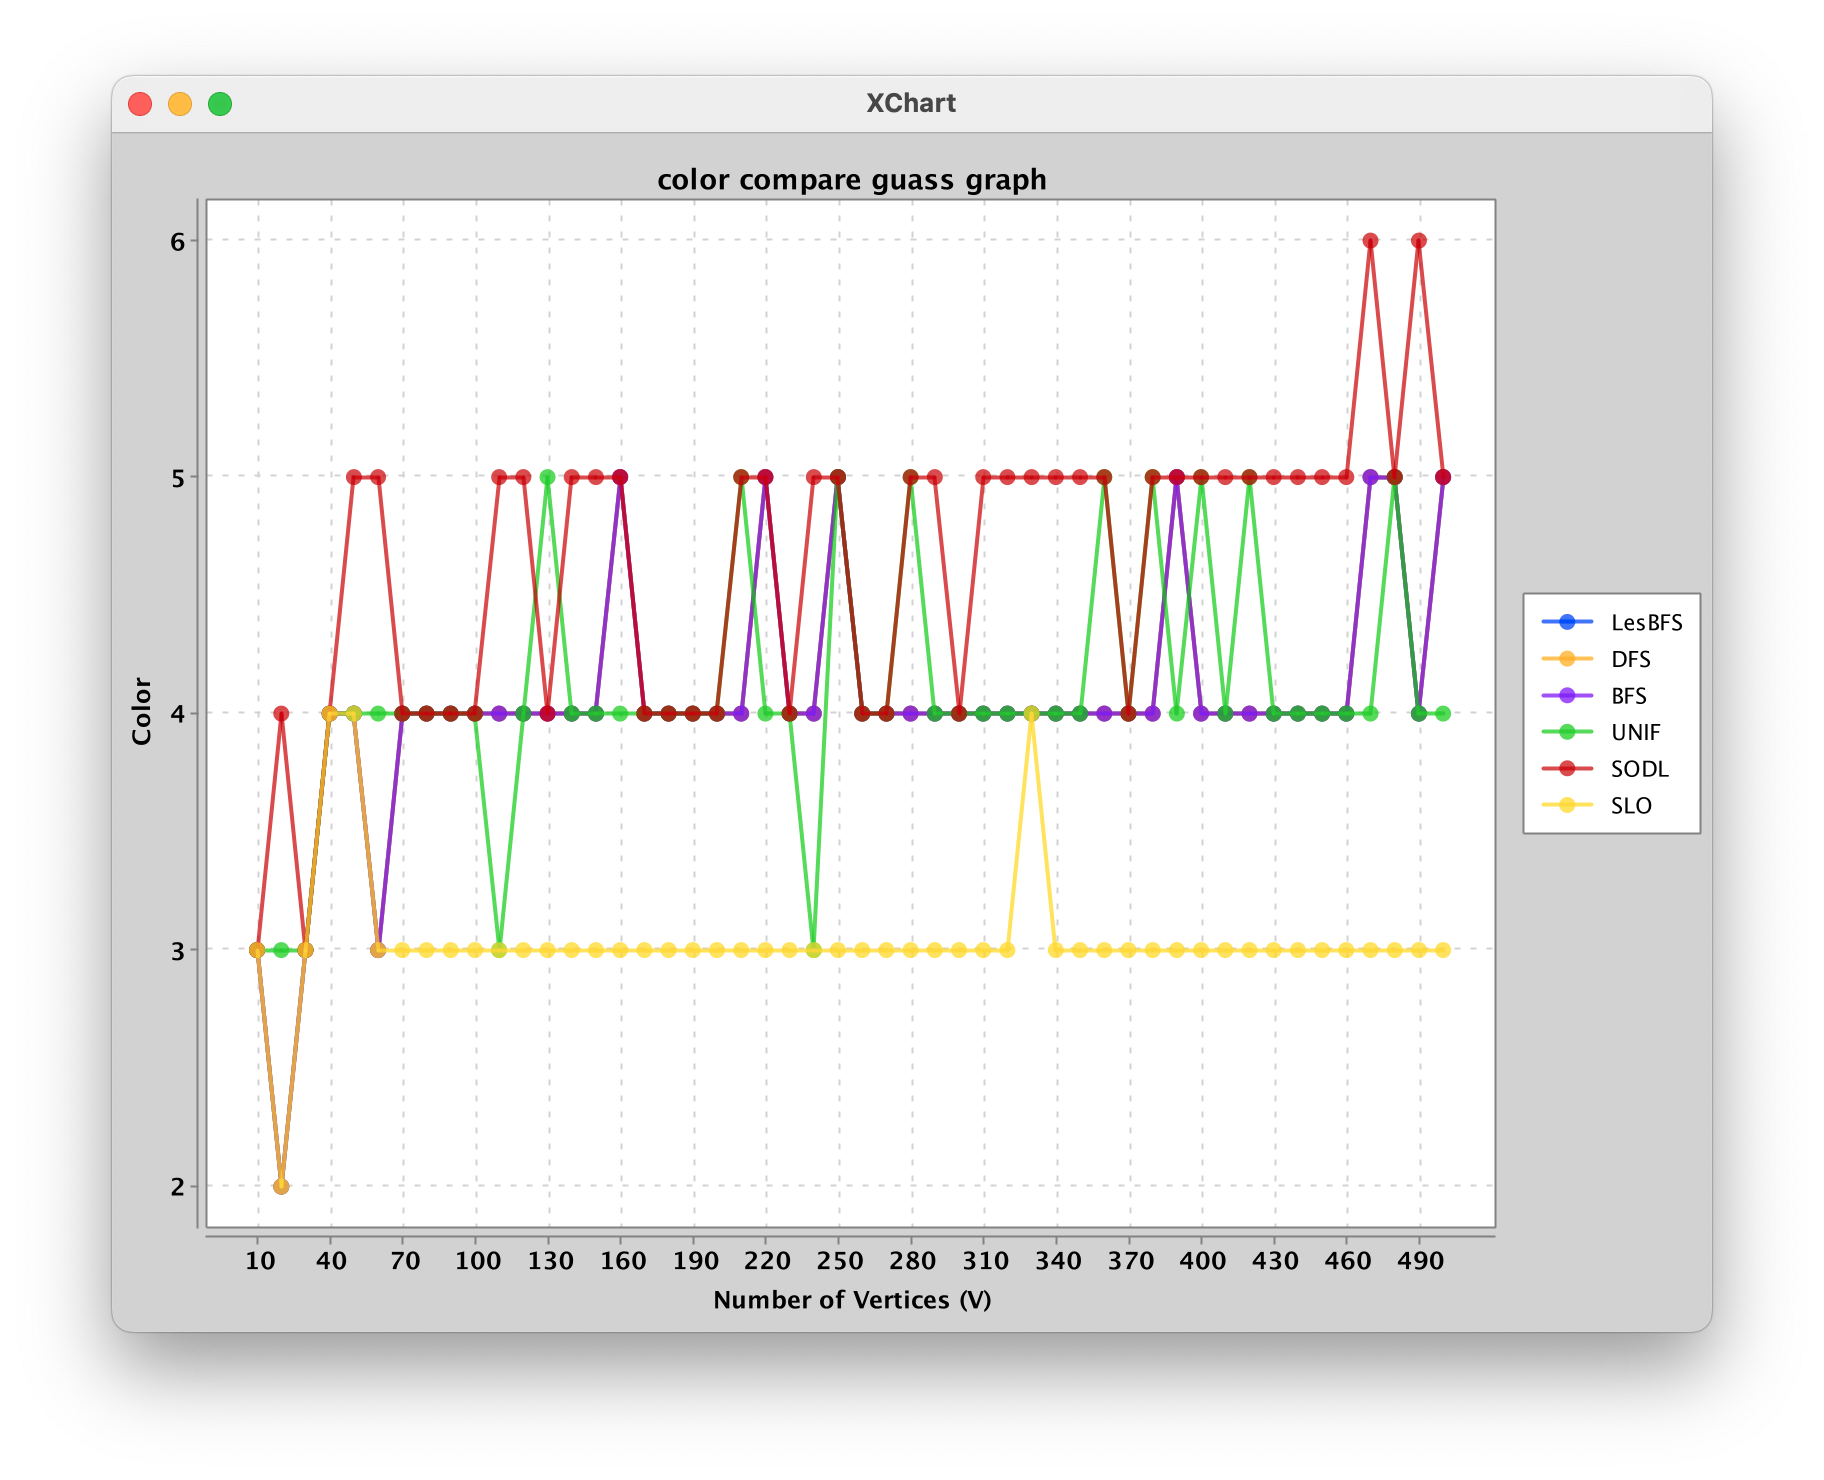 XChart
color compare guass graph
6
5
4
3
2
Color
10 40 70 100 130 160 190 220 250 280 310 340 370 400 430 460 490
Number of Vertices (V)
LesBFS
DFS
BFS
UNIF
SODL
SLO